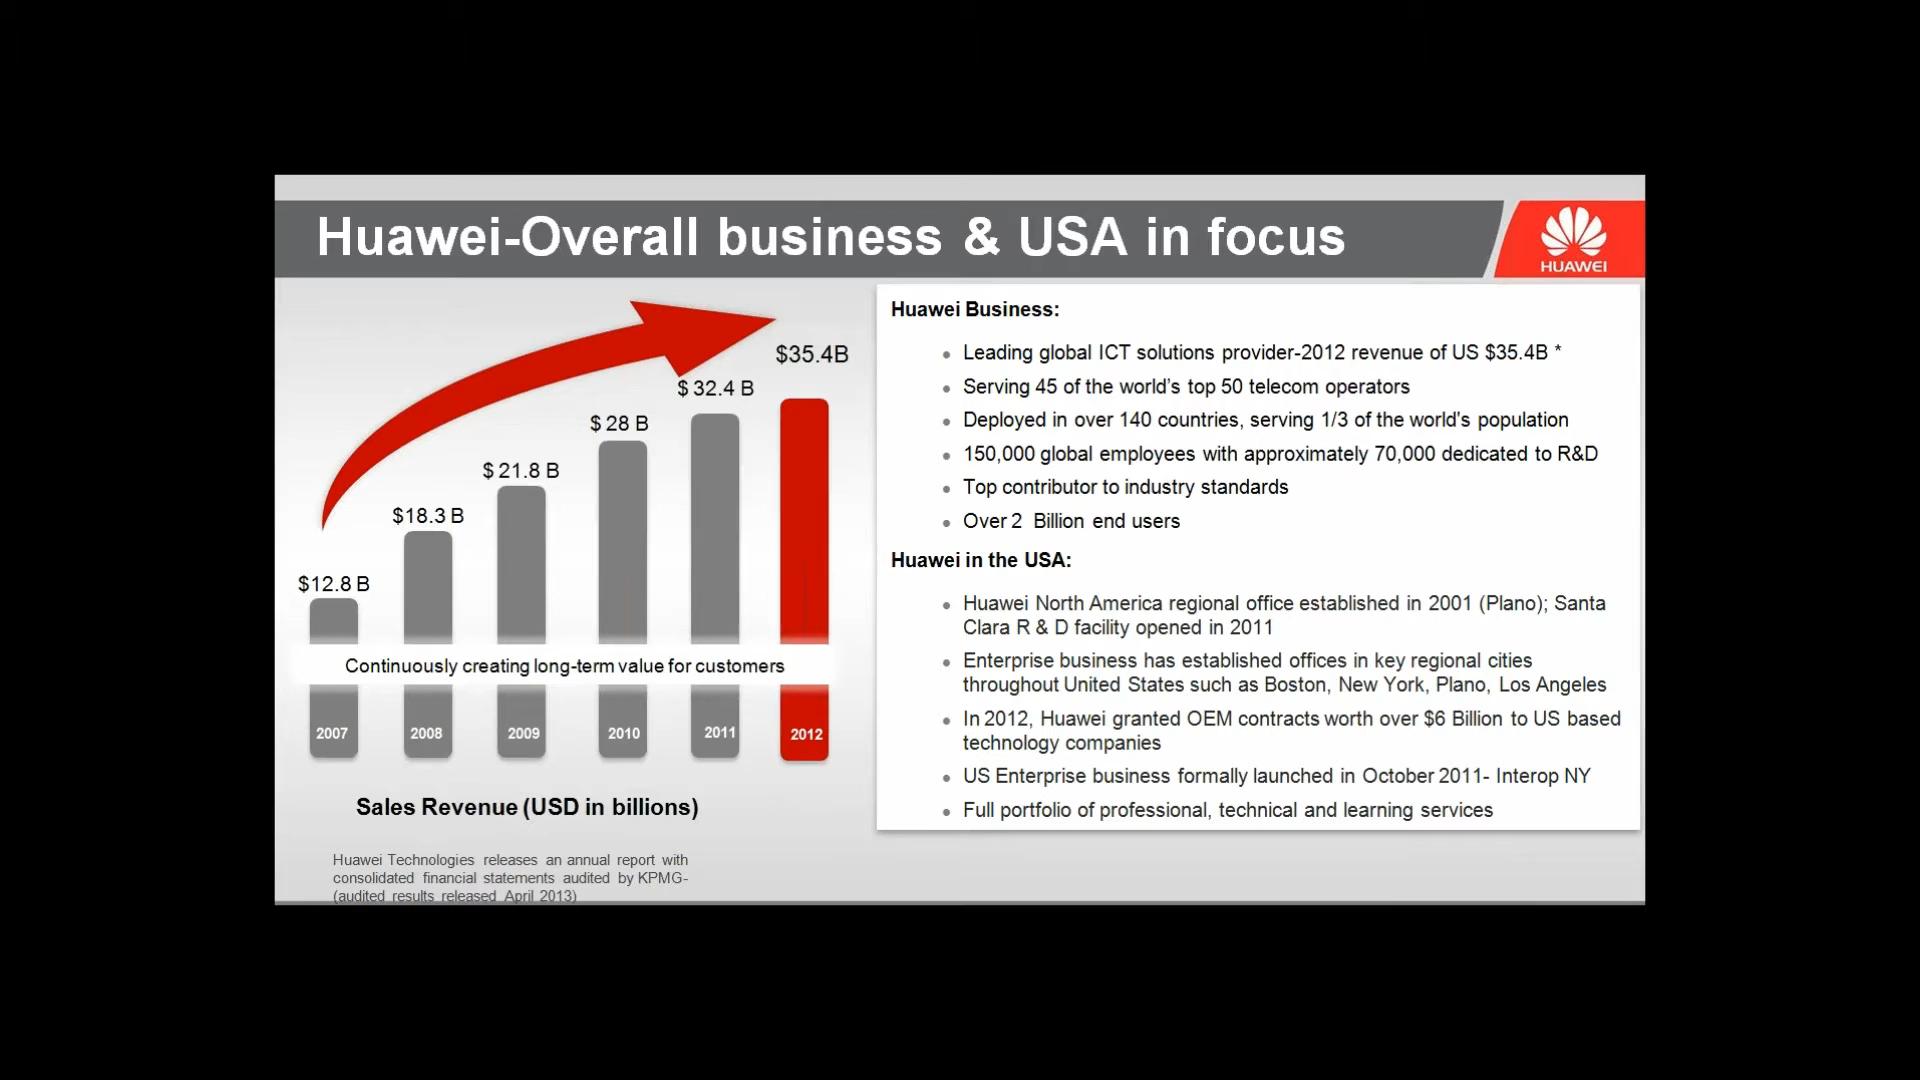 Huawei-Overall business & USA in focus
HUAWEI
$35.4B
$ 32.4 B
$ 28 B
$ 21.8 B
$18.3 B
$12.8 B
Continuously creating long-term value for customers
2007 2008 2009 2010 2011 2012
Sales Revenue (USD in billions)
Huawei Technologies releases an annual report with
consolidated financial statements audited by KPMG-
(audited results released April 2013)
Huawei Business:
• Leading global ICT solutions provider-2012 revenue of US $35.4B *
• Serving 45 of the world’s top 50 telecom operators
• Deployed in over 140 countries, serving 1/3 of the world's population
• 150,000 global employees with approximately 70,000 dedicated to R&D
• Top contributor to industry standards
• Over 2 Billion end users
Huawei in the USA:
• Huawei North America regional office established in 2001 (Plano); Santa
Clara R & D facility opened in 2011
• Enterprise business has established offices in key regional cities
throughout United States such as Boston, New York, Plano, Los Angeles
• In 2012, Huawei granted OEM contracts worth over $6 Billion to US based
technology companies
• US Enterprise business formally launched in October 2011- Interop NY
• Full portfolio of professional, technical and learning services